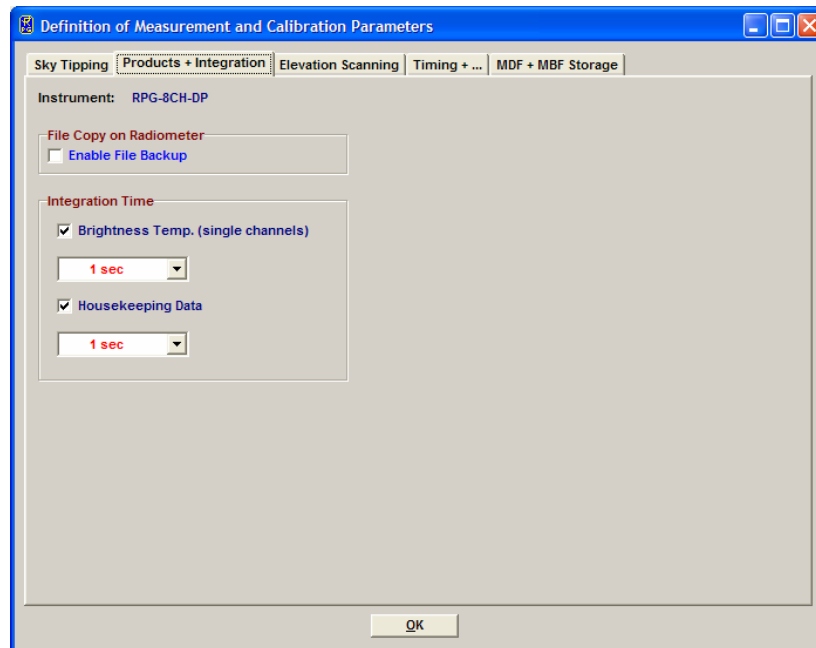 Definition of Measurement and Calibration Parameters
Sky Tipping Products + Integration Elevation Scanning Timing + ... MDF + MBF Storage
Instrument: RPG-8CH-DP
File Copy on Radiometer
Enable File Backup
Integration Time
Brightness Temp. (single channels)
1 sec
Housekeeping Data
1 sec
OK